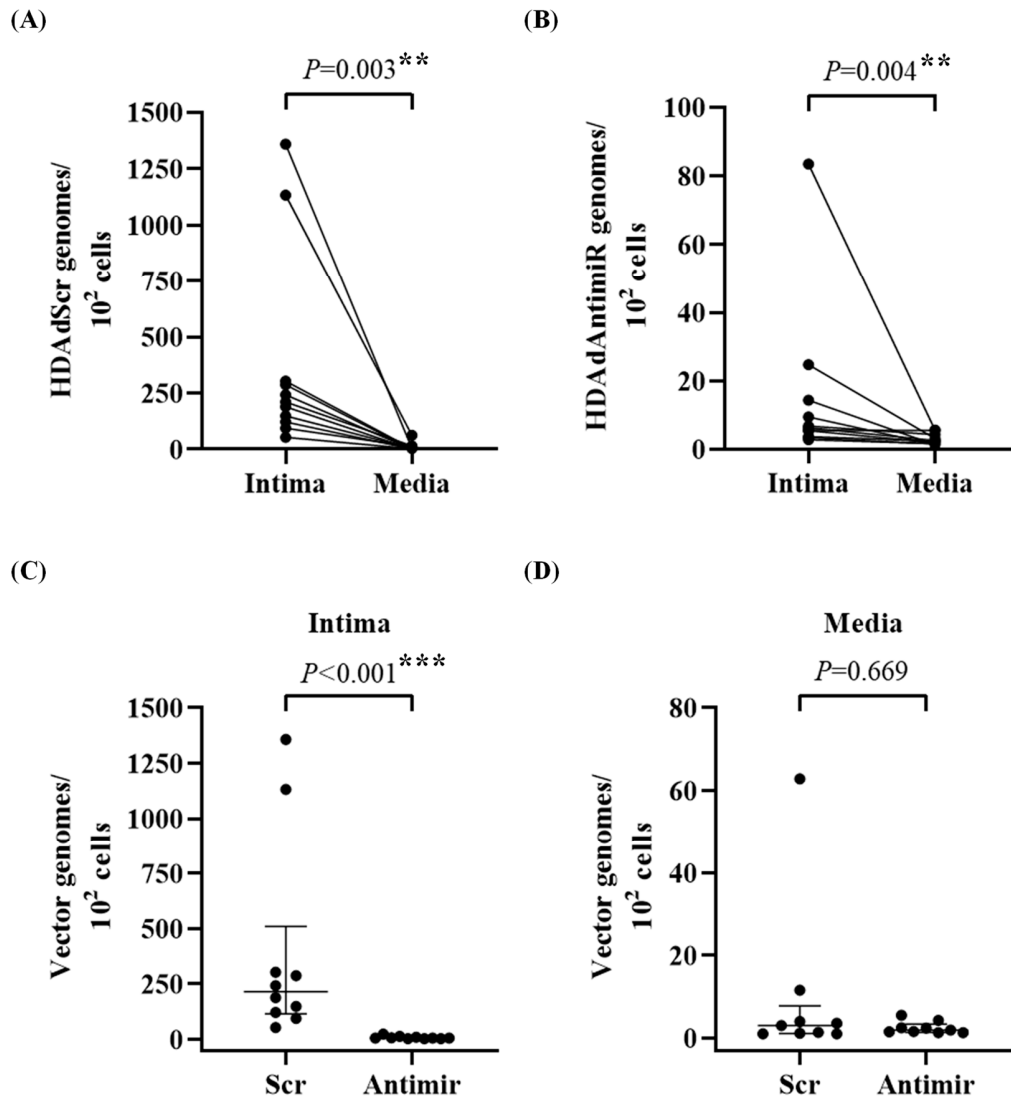 (A)
P=0.003**
HDAdScr genomes/
10² cells
1500
1250
1000
750
500
250
0
Intima Media
(B)
P=0.004**
HDAdAntimiR genomes/
10² cells
100
80
60
40
20
0
Intima Media
(C)
Intima
P<0.001***
Vector genomes/
10² cells
1500
1250
1000
750
500
250
0
Scr Antimir
(D)
Media
P=0.669
Vector genomes/
10² cells
80
60
40
20
0
Scr Antimir